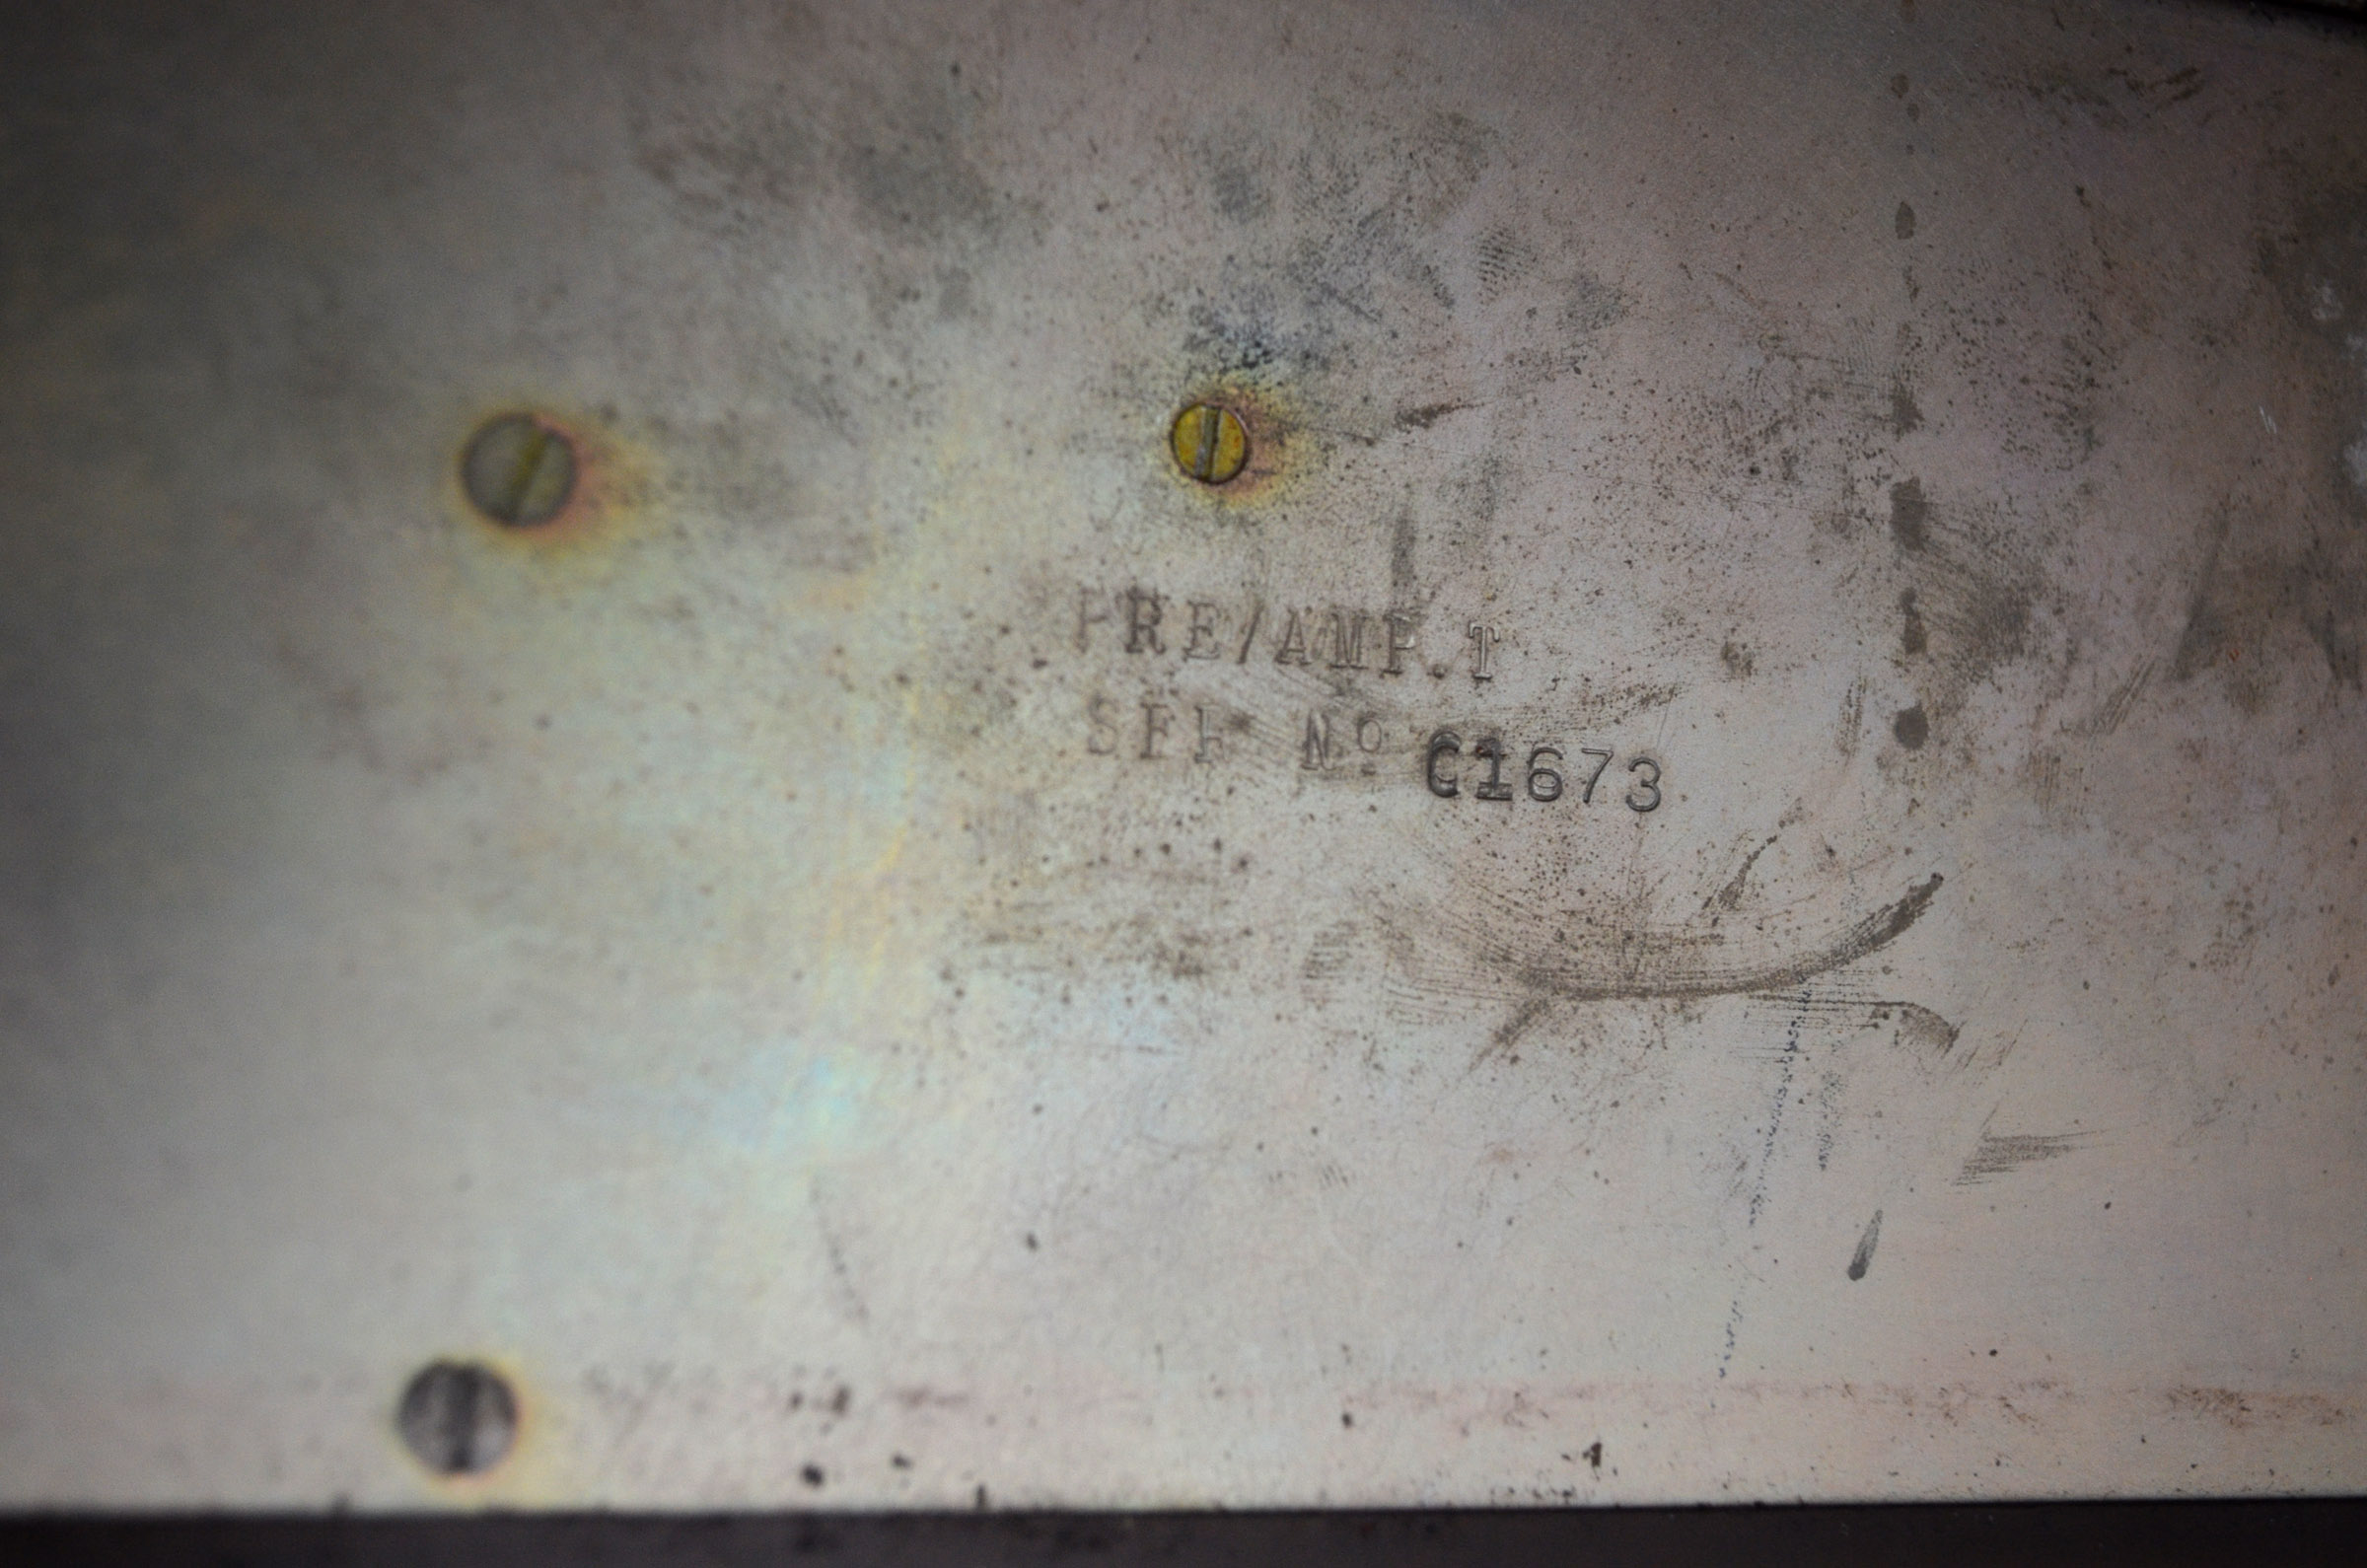 PRE/AMP.T
SER Nº C1673